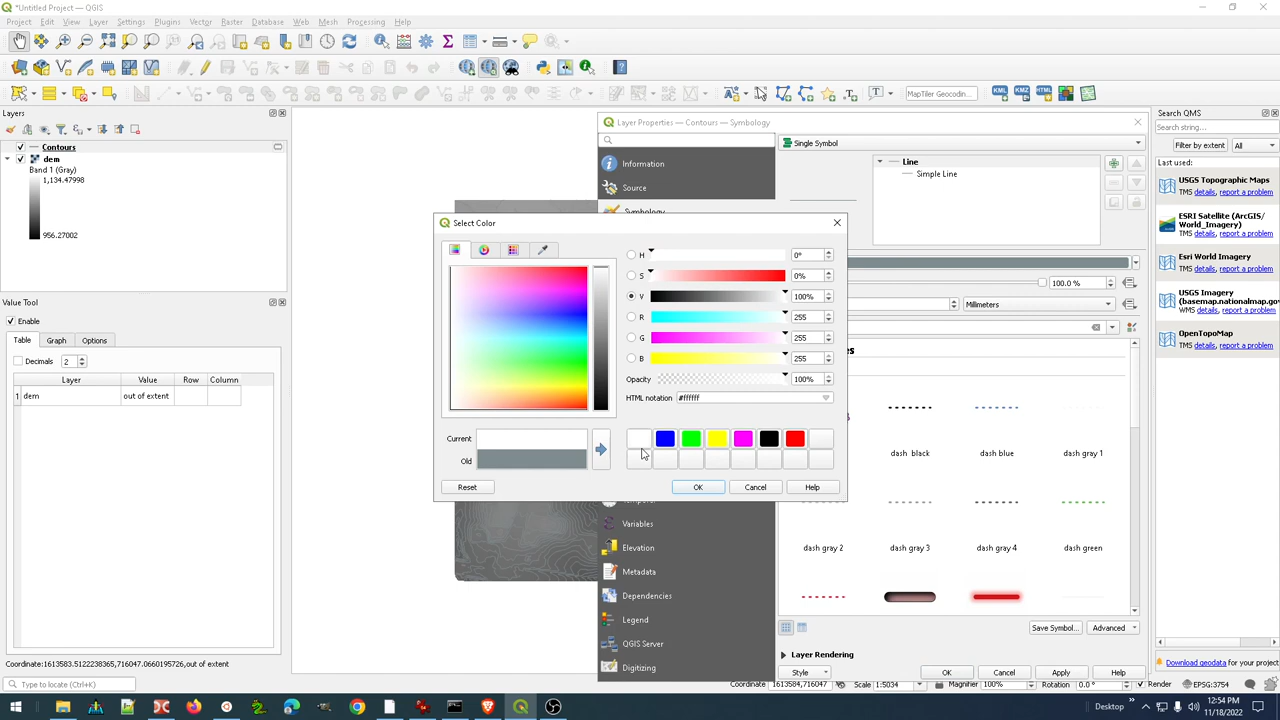 *Untitled Project — QGIS
Project Edit View Layer Settings Plugins Vector Raster Database Web Mesh Processing Help
MapTiler Geocodin...
Layers
Contours
dem
Band 1 (Gray)
1,134.47998
956.27002
Value Tool
Enable
Table Graph Options
Decimals 2
Layer Value Row Column
1 dem out of extent
Coordinate:1613583.5122238365,716047.0660195726,out of extent
Layer Properties — Contours — Symbology
Information
Source
Symbology
Variables
Elevation
Metadata
Dependencies
Legend
QGIS Server
Digitizing
Single Symbol
Line
Simple Line
100.0 %
Millimeters
dash black dash blue dash gray 1
dash gray 2 dash gray 3 dash gray 4 dash green
Save Symbol... Advanced
Layer Rendering
Style OK Cancel Apply Help
Select Color
H 0°
S 0%
V 100%
R 255
G 255
B 255
Opacity 100%
HTML notation #ffffff
Current
Old
Reset OK Cancel Help
Search QMS
Search string...
Filter by extent All
Last used:
USGS Topographic Maps
TMS details, report a problem
ESRI Satellite (ArcGIS/
World_Imagery)
TMS details, report a problem
Esri World Imagery
TMS details, report a problem
USGS Imagery
(basemap.nationalmap.go
WMS details, report a problem
OpenTopoMap
TMS details, report a problem
Download geodata for your project
Type to locate (Ctrl+K)
Coordinate 1613584,716047 Scale 1:5034 Magnifier 100% Rotation 0.0 ° Render EPSG:3754
Desktop
12:54 PM
11/18/2022